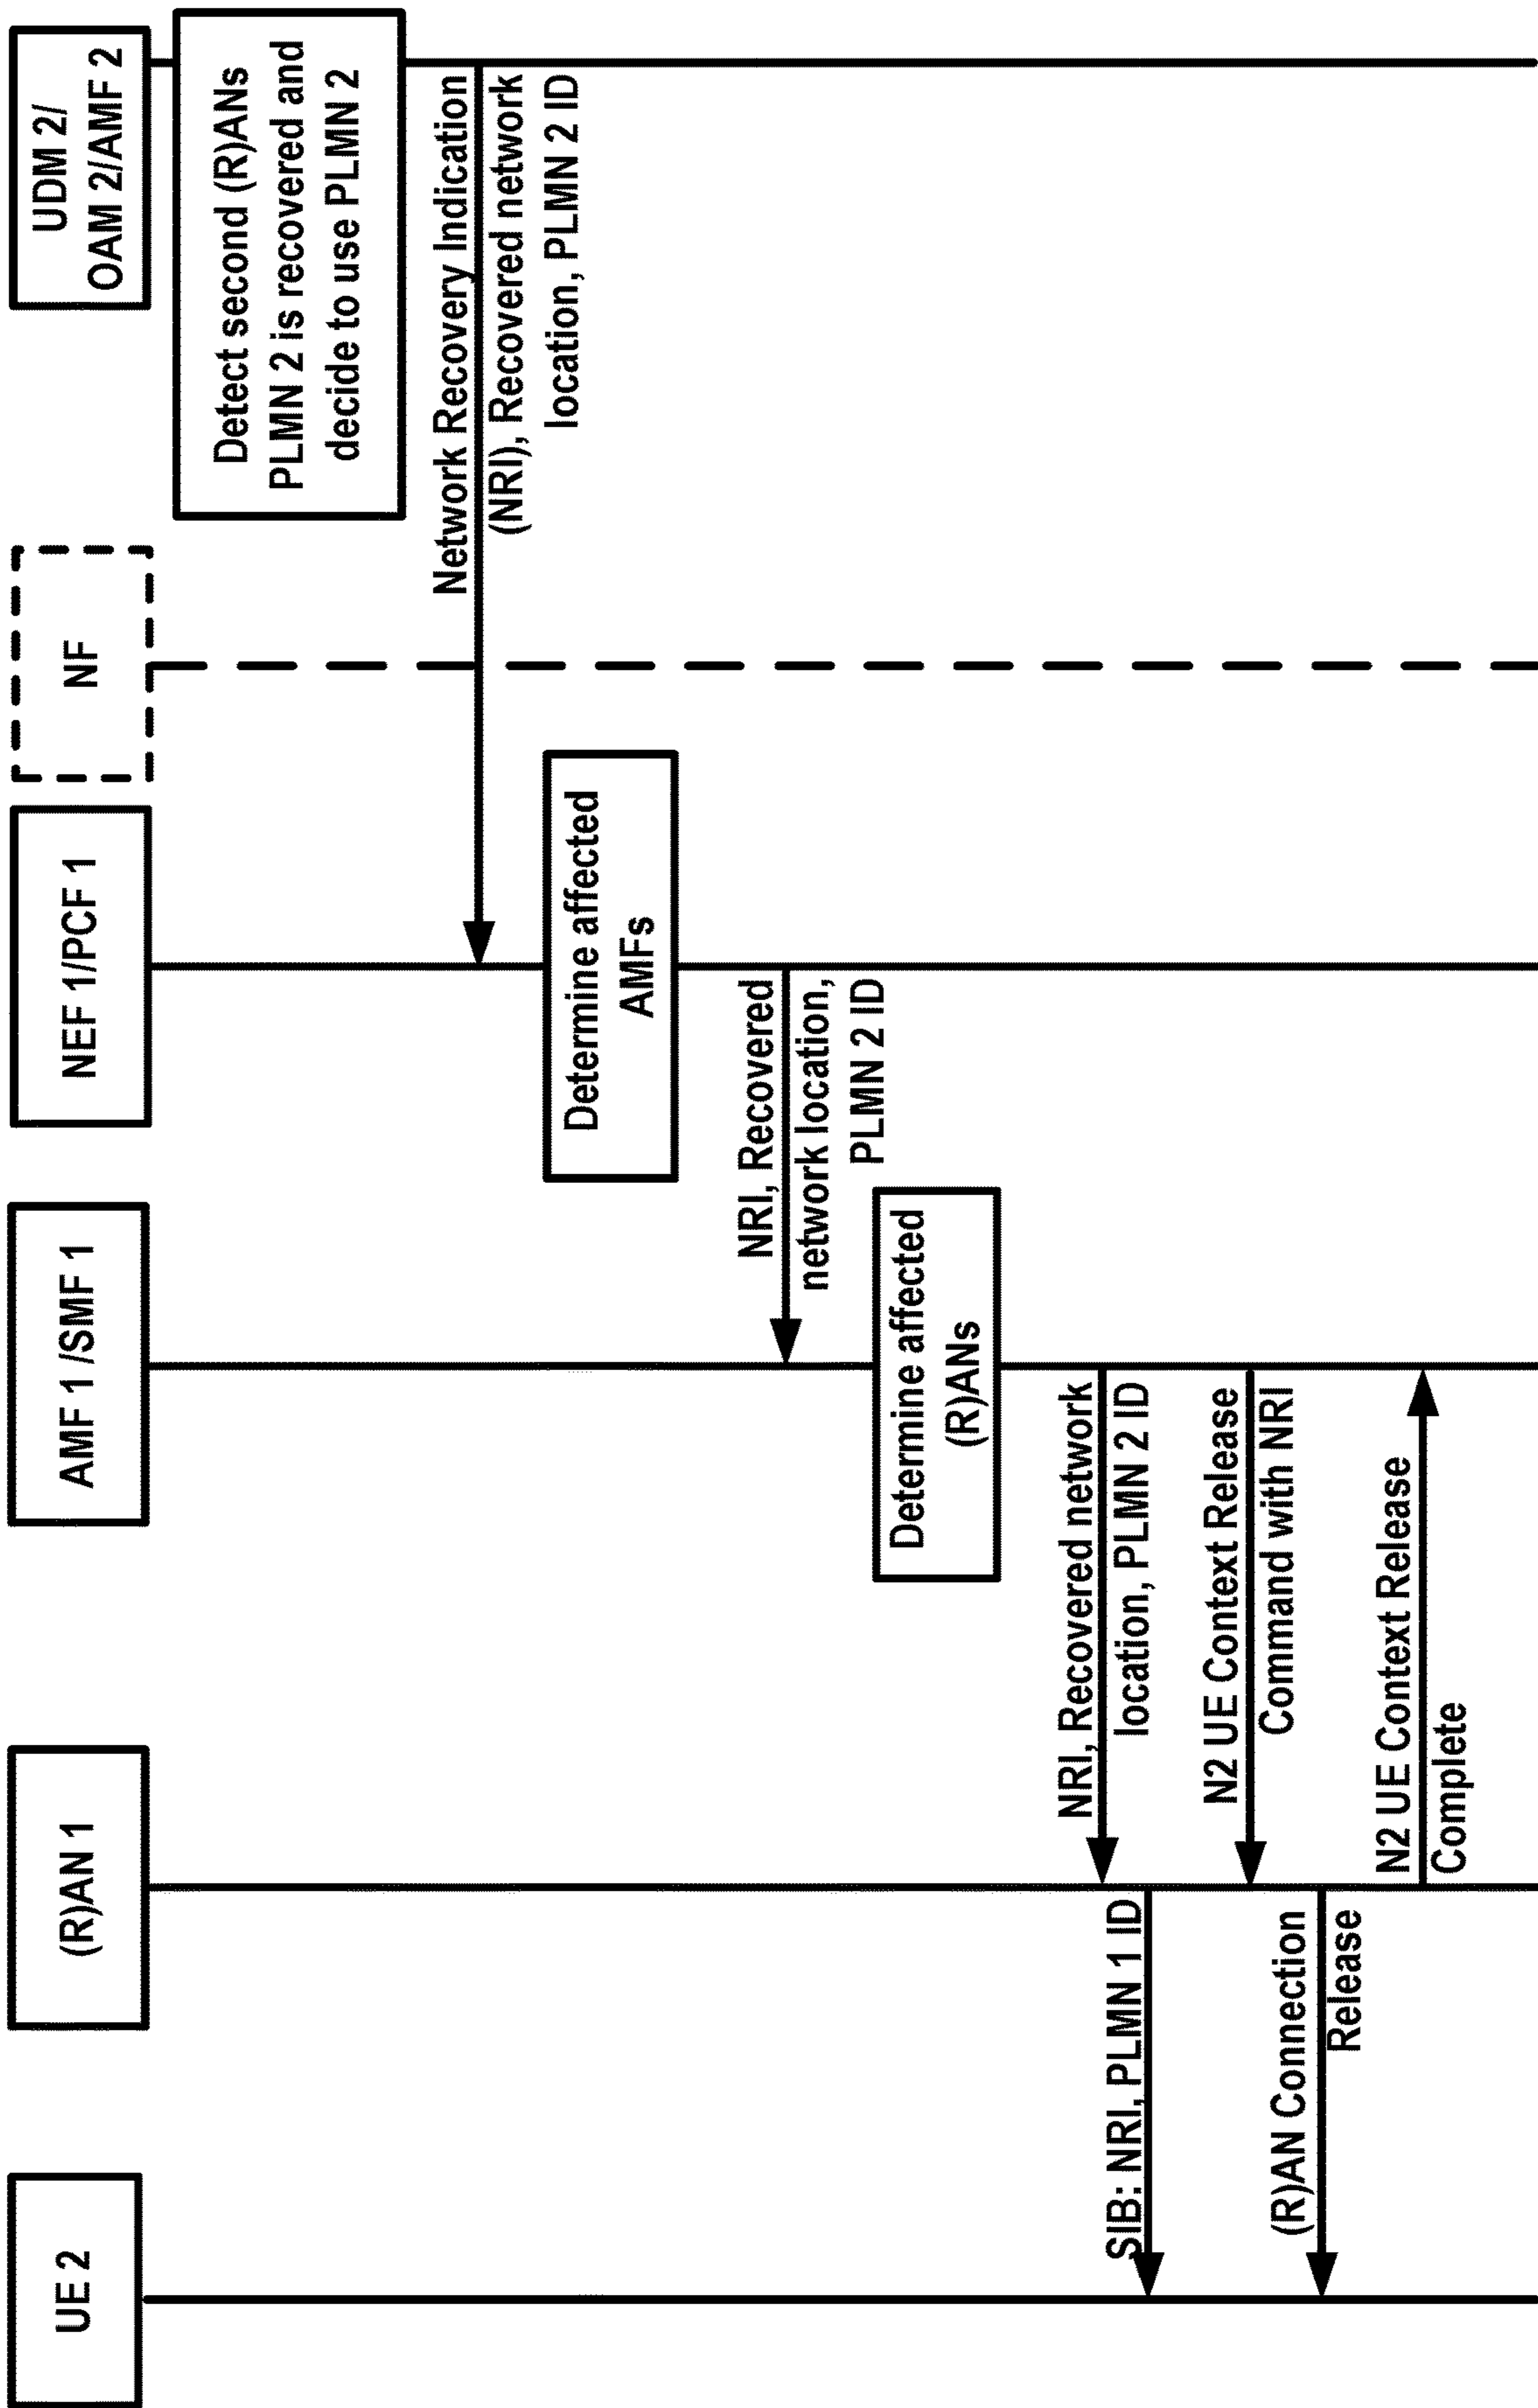 UE 2
(R)AN 1
AMF 1 /SMF 1
NEF 1/PCF 1
NF
UDM 2/
OAM 2/AMF 2
Detect second (R)ANs
PLMN 2 is recovered and
decide to use PLMN 2
Network Recovery Indication
(NRI), Recovered network
location, PLMN 2 ID
Determine affected
AMFs
NRI, Recovered
network location,
PLMN 2 ID
Determine affected
(R)ANs
NRI, Recovered network
location, PLMN 2 ID
SIB: NRI, PLMN 1 ID
N2 UE Context Release
Command with NRI
(R)AN Connection
Release
N2 UE Context Release
Complete